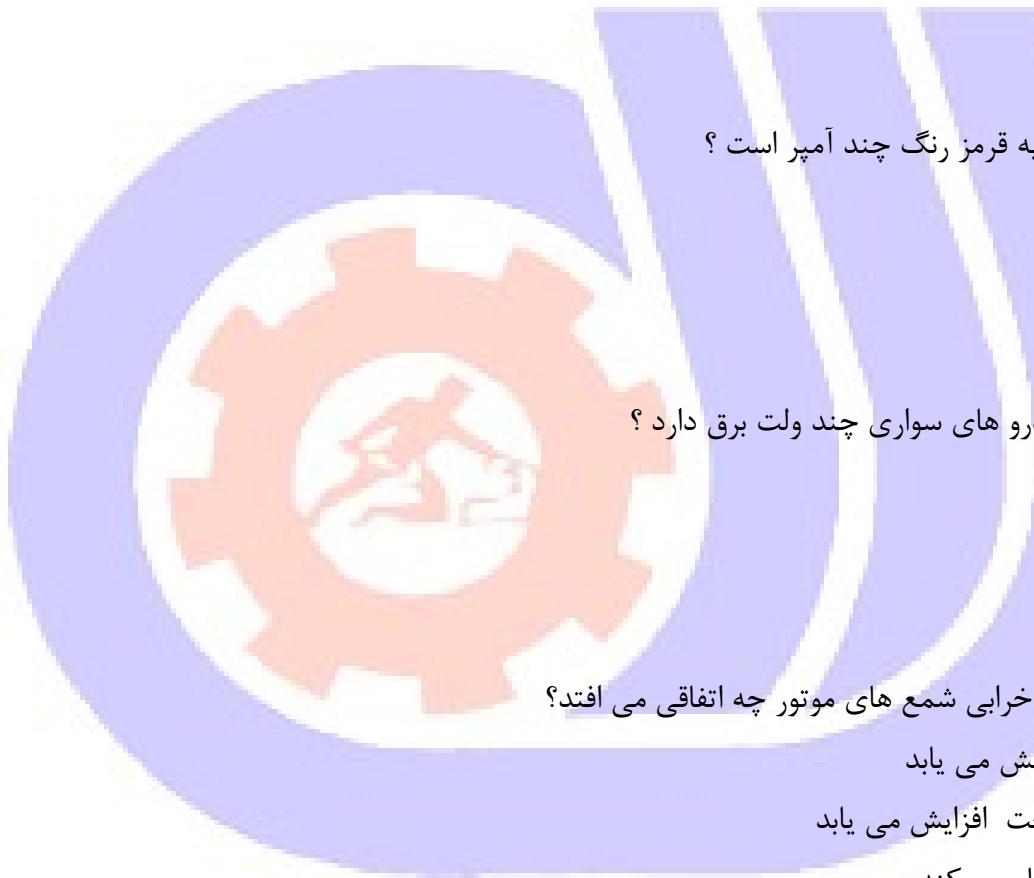 به قرمز رنگ چند آمپر است ؟
رو های سواری چند ولت برق دارد ؟
خرابی شمع های موتور چه اتفاقی می افتد؟
ش می یابد
ت افزایش می یابد